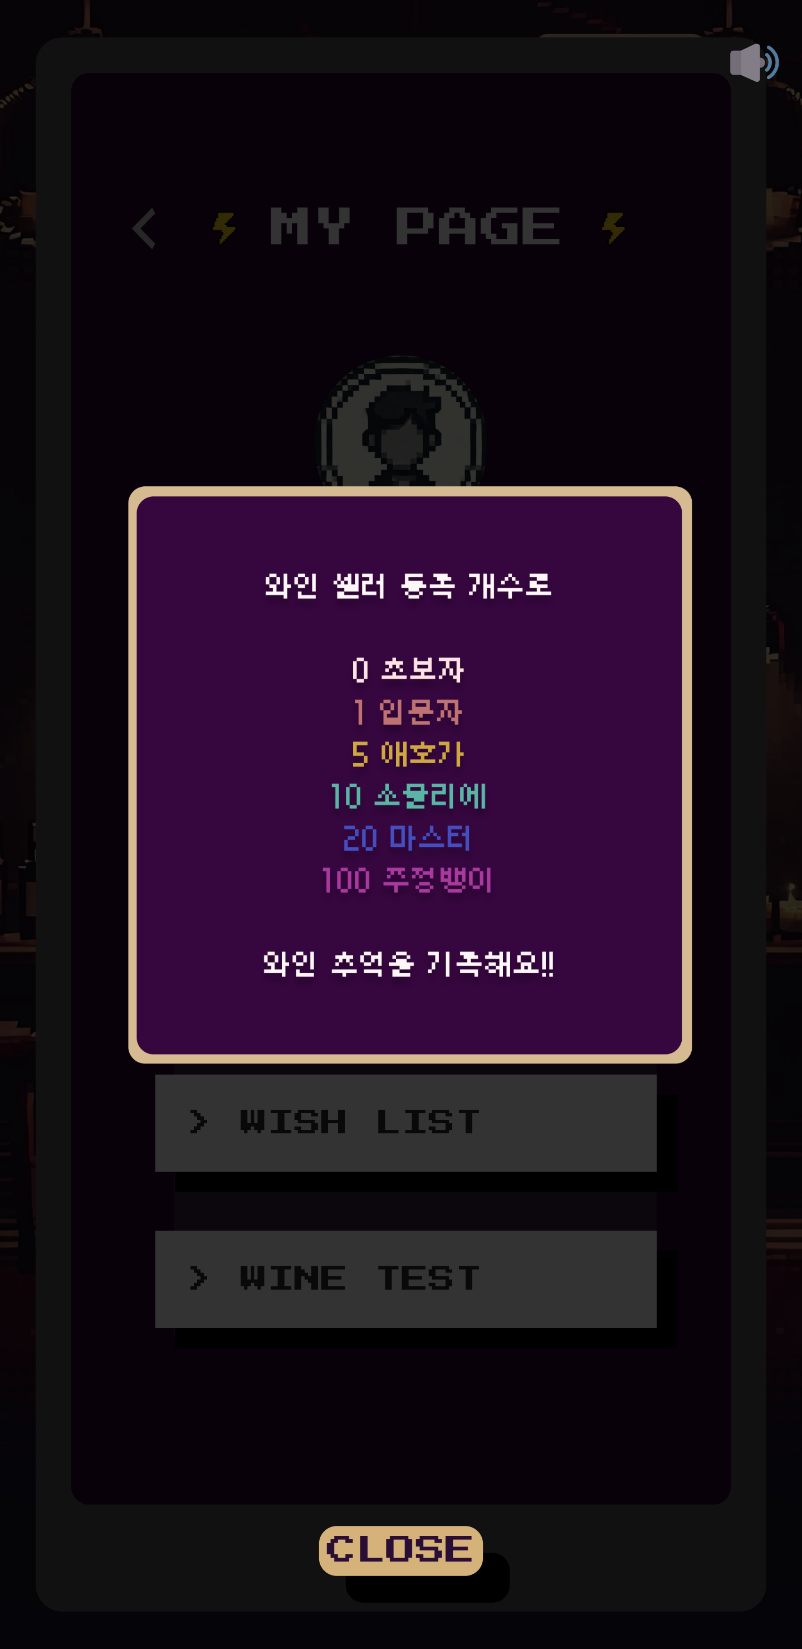 MY PAGE
와인 셀러 등록 개수로
0 초보자
1 입문자
5 애호가
10 소믈리에
20 마스터
100 주정뱅이
와인 추억을 기록해요!!
> WISH LIST
> WINE TEST
CLOSE